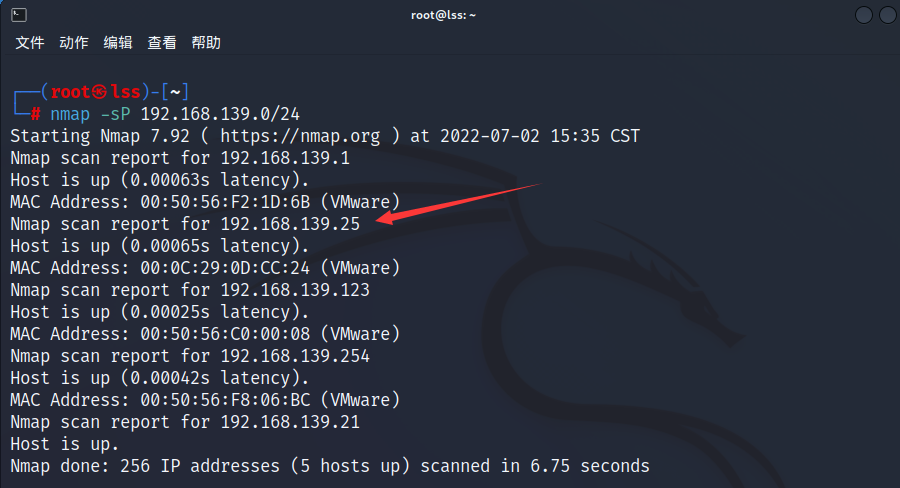 root@lss: ~
文件 动作 编辑 查看 帮助
┌──(root㉿lss)-[~]
└─# nmap -sP 192.168.139.0/24
Starting Nmap 7.92 ( https://nmap.org ) at 2022-07-02 15:35 CST
Nmap scan report for 192.168.139.1
Host is up (0.00063s latency).
MAC Address: 00:50:56:F2:1D:6B (VMware)
Nmap scan report for 192.168.139.25
Host is up (0.00065s latency).
MAC Address: 00:0C:29:0D:CC:24 (VMware)
Nmap scan report for 192.168.139.123
Host is up (0.00025s latency).
MAC Address: 00:50:56:C0:00:08 (VMware)
Nmap scan report for 192.168.139.254
Host is up (0.00042s latency).
MAC Address: 00:50:56:F8:06:BC (VMware)
Nmap scan report for 192.168.139.21
Host is up.
Nmap done: 256 IP addresses (5 hosts up) scanned in 6.75 seconds